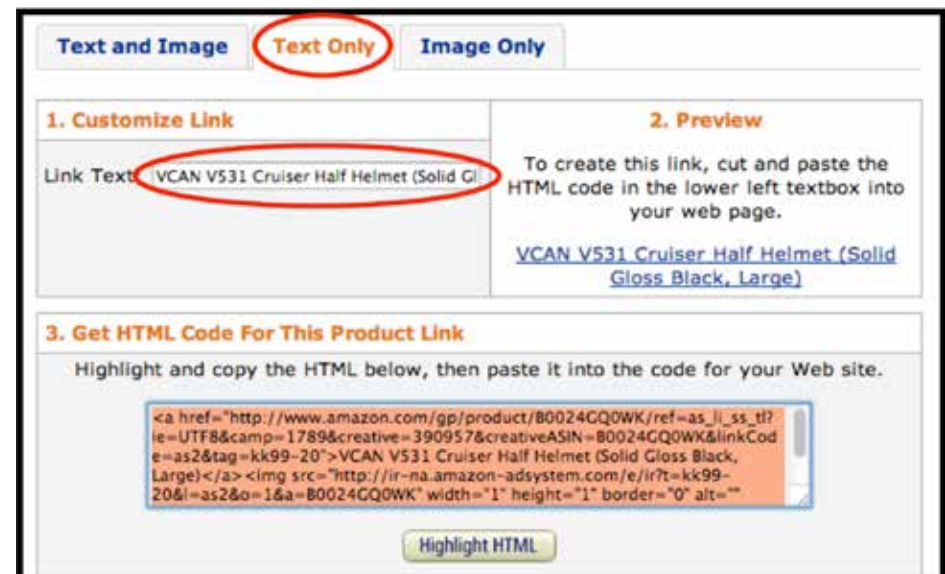 Text and Image Text Only Image Only
1. Customize Link
Link Text VCAN V531 Cruiser Half Helmet (Solid Gl
2. Preview
To create this link, cut and paste the
HTML code in the lower left textbox into
your web page.
VCAN V531 Cruiser Half Helmet (Solid
Gloss Black, Large)
3. Get HTML Code For This Product Link
Highlight and copy the HTML below, then paste it into the code for your Web site.
<a href="http://www.amazon.com/gp/product/B0024GQ0WK/ref=as_li_ss_tl?
ie=UTF8&camp=1789&creative=390957&creativeASIN=B0024GQ0WK&linkCod
e=as2&tag=kk99-20">VCAN V531 Cruiser Half Helmet (Solid Gloss Black,
Large)</a><img src="http://ir-na.amazon-adsystem.com/e/ir?t=kk99-
20&l=as2&o=1&a=B0024GQ0WK" width="1" height="1" border="0" alt=""
Highlight HTML